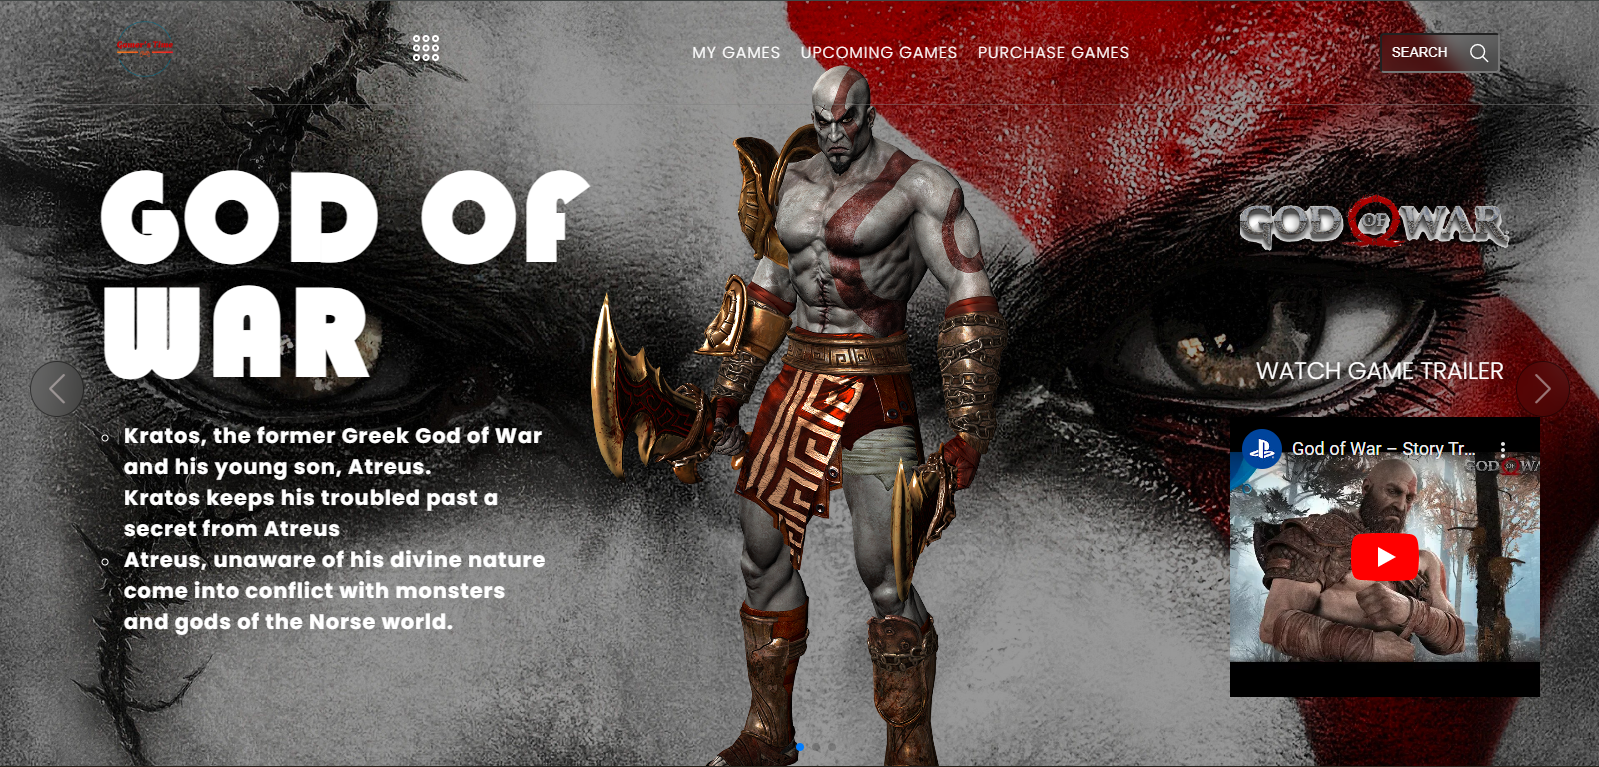 MY GAMES UPCOMING GAMES PURCHASE GAMES
SEARCH
GOD OF
WAR
Kratos, the former Greek God of War
and his young son, Atreus.
Kratos keeps his troubled past a
secret from Atreus
Atreus, unaware of his divine nature
come into conflict with monsters
and gods of the Norse world.
GOD OF WAR
WATCH GAME TRAILER
God of War – Story Tr...
GOD OF WA